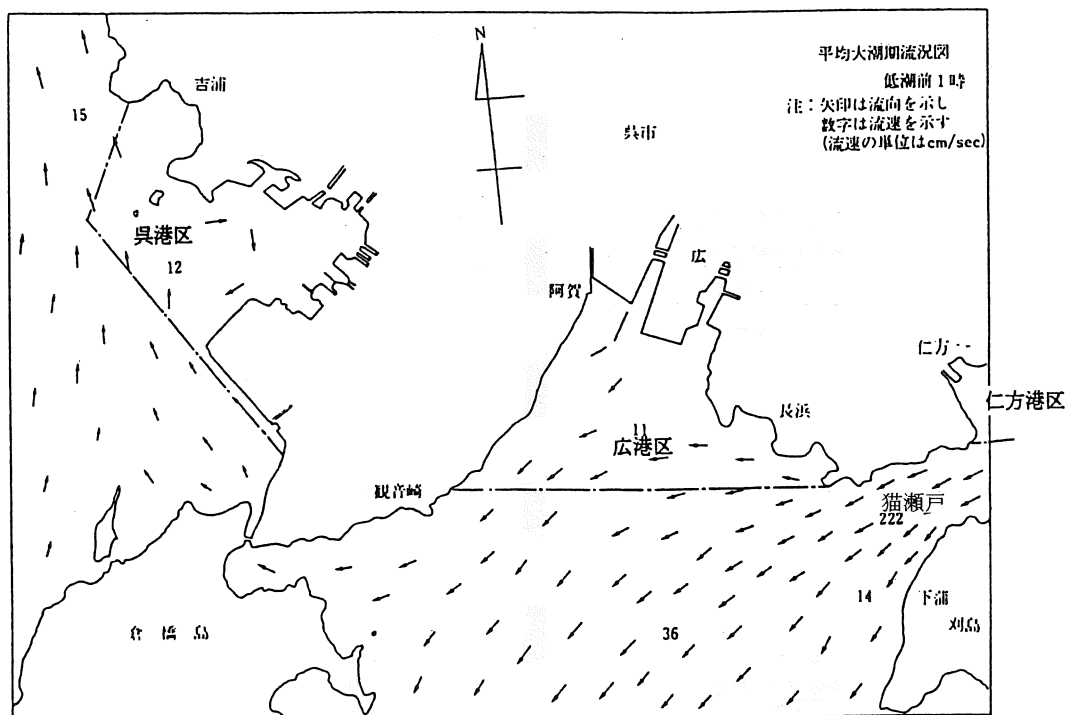 平均大潮期流況図
低潮前1時
注：矢印は流向を示し
数字は流速を示す
(流速の単位はcm/sec)
N
吉浦
15
呉市
呉港区
12
広
阿賀
仁方
仁方港区
長浜
11
広港区
観音崎
猫瀬戸
222
14
下蒲
刈島
36
倉橋島